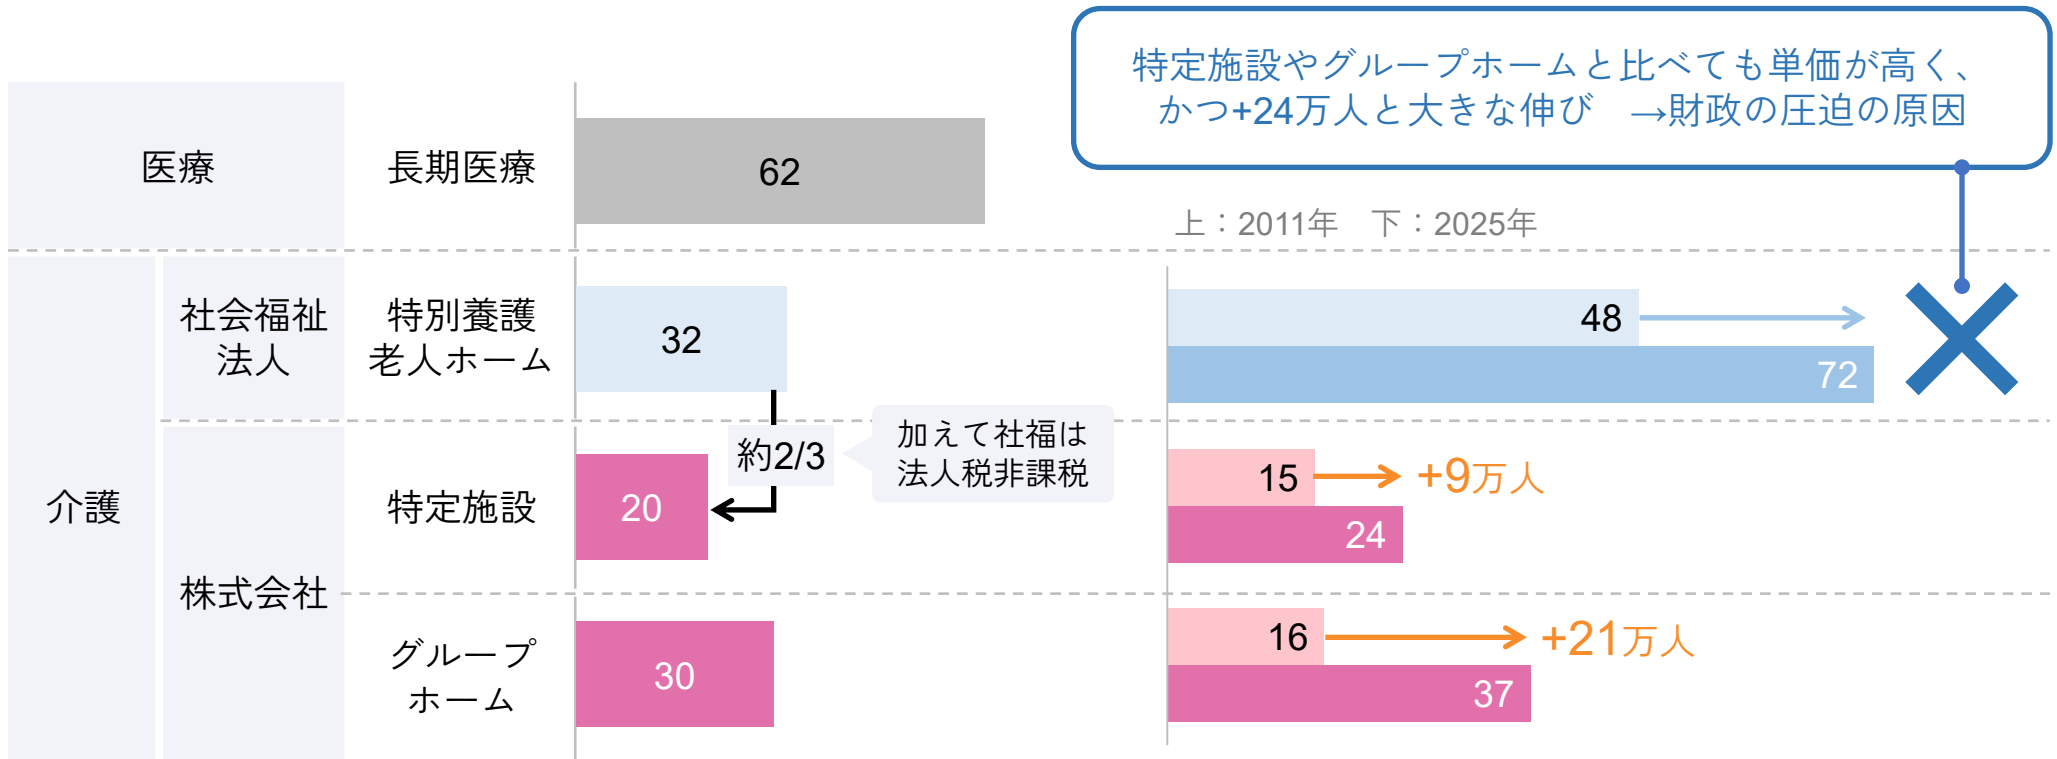 特定施設やグループホームと比べても単価が高く、
かつ+24万人と大きな伸び　→財政の圧迫の原因
医療
長期医療
62
上：2011年　下：2025年
介護
社会福祉
法人
特別養護
老人ホーム
32
48
72
約2/3
加えて社福は
法人税非課税
株式会社
特定施設
20
15
+9万人
24
グループ
ホーム
30
16
+21万人
37